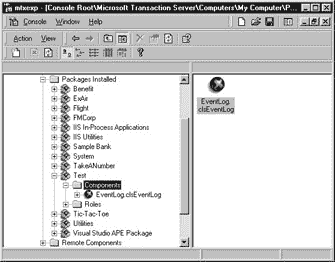 mtxexp - [Console Root\Microsoft Transaction Server\Computers\My Computer\P...
Console Window Help
Action View
Packages Installed
Benefit
ExAir
Flight
FMCorp
IIS In-Process Applications
IIS Utilities
Sample Bank
System
TakeANumber
Test
Components
EventLog.clsEventLog
Roles
Tic-Tac-Toe
Utilities
Visual Studio APE Package
Remote Components
EventLog.
clsEventLog